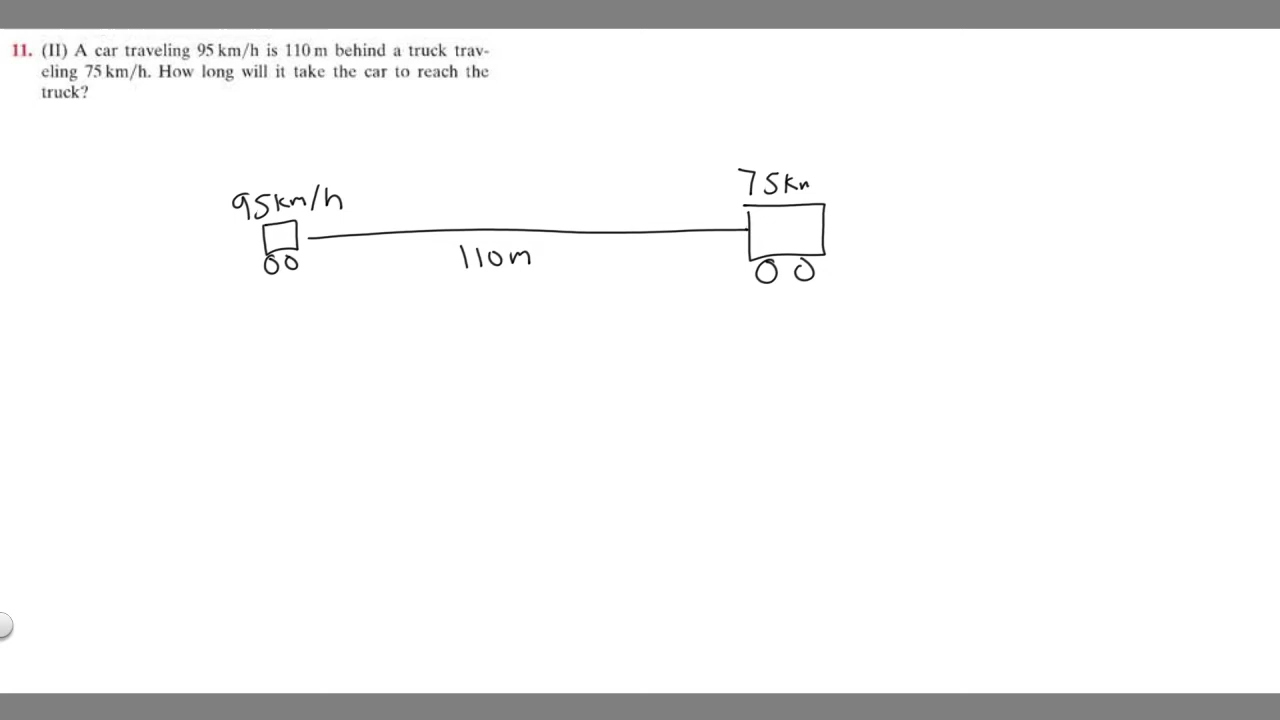 11. (II) A car traveling 95 km/h is 110 m behind a truck trav-
eling 75 km/h. How long will it take the car to reach the
truck?
75km
95km/h
110m